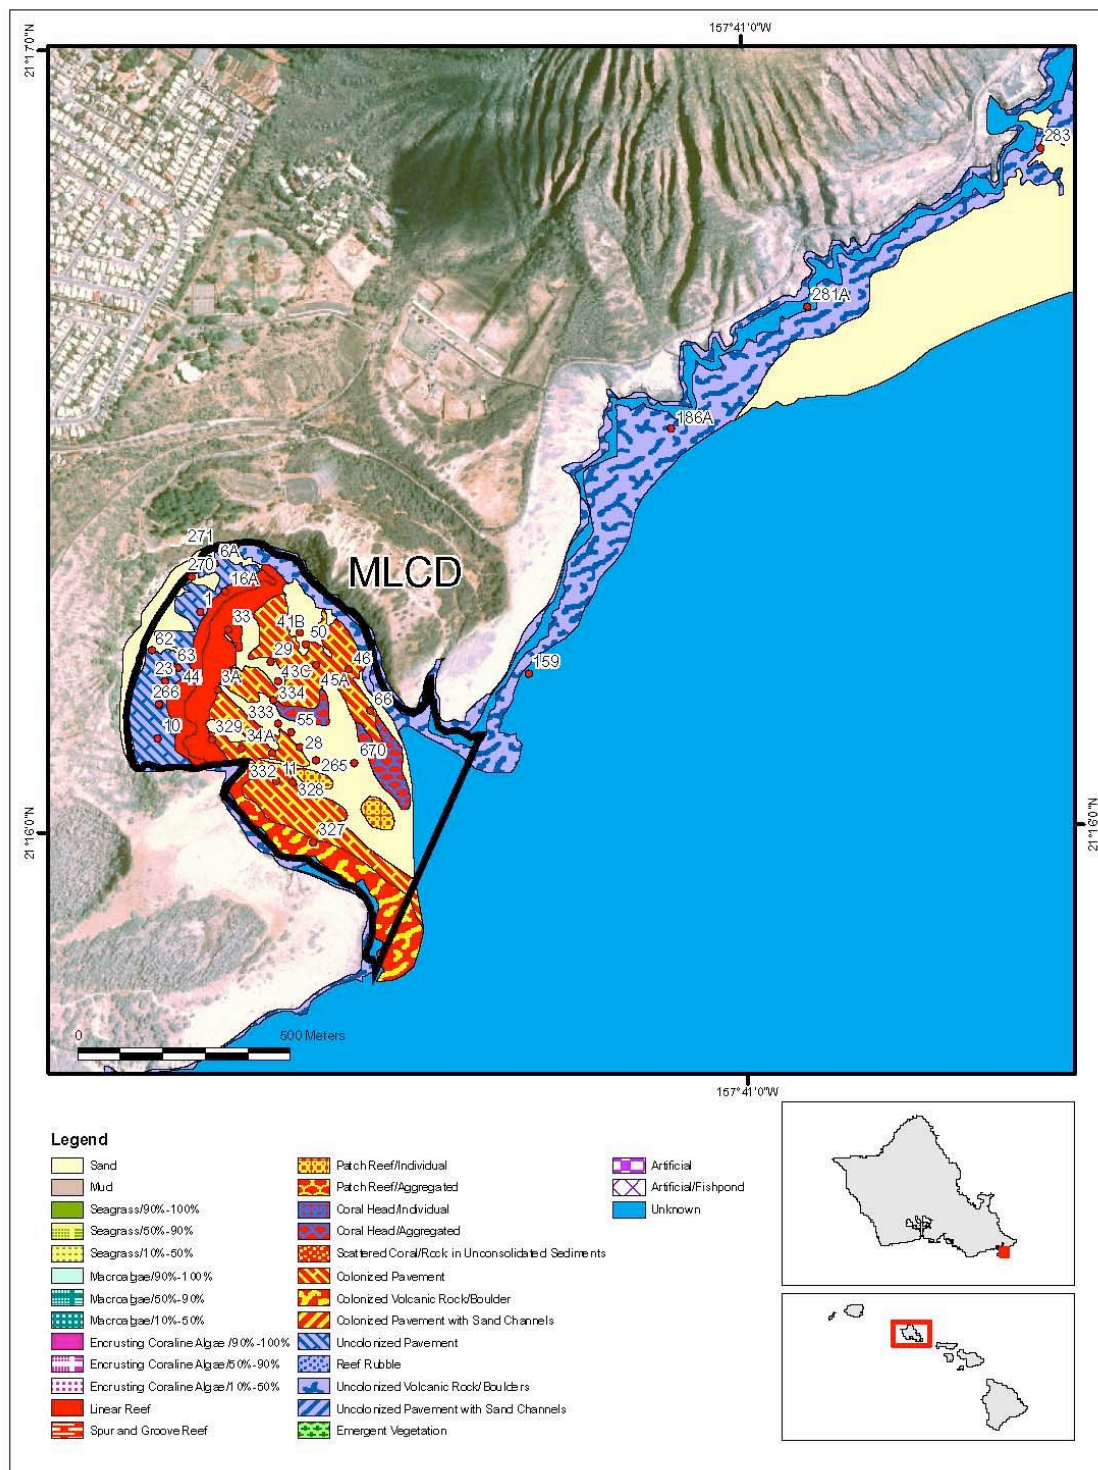 157°41'0"W
21°17'0"N
283
281A
186A
MLCD
271
6A
270
16A
1
33
41B
50
62
63
29
46
23
44
3A
43C
45A
266
334
66
333
55
10
329
34A
28
670
265
332
11
328
159
327
21°16'0"N
21°16'0"N
0
500 Meters
157°41'0"W
Legend
Sand
Mud
Seagrass/90%-100%
Seagrass/50%-90%
Seagrass/10%-50%
Macroalgae/90%-100%
Macroalgae/50%-90%
Macroalgae/10%-50%
Encrusting Coraline Algae/90%-100%
Encrusting Coraline Algae/50%-90%
Encrusting Coraline Algae/10%-50%
Linear Reef
Spur and Groove Reef
Patch Reef/Individual
Patch Reef/Aggregated
Coral Head/Individual
Coral Head/Aggregated
Scattered Coral/Rock in Unconsolidated Sediments
Colonized Pavement
Colonized Volcanic Rock/Boulder
Colonized Pavement with Sand Channels
Uncolonized Pavement
Reef Rubble
Uncolonized Volcanic Rock/Boulders
Uncolonized Pavement with Sand Channels
Emergent Vegetation
Artificial
Artificial/Fishpond
Unknown